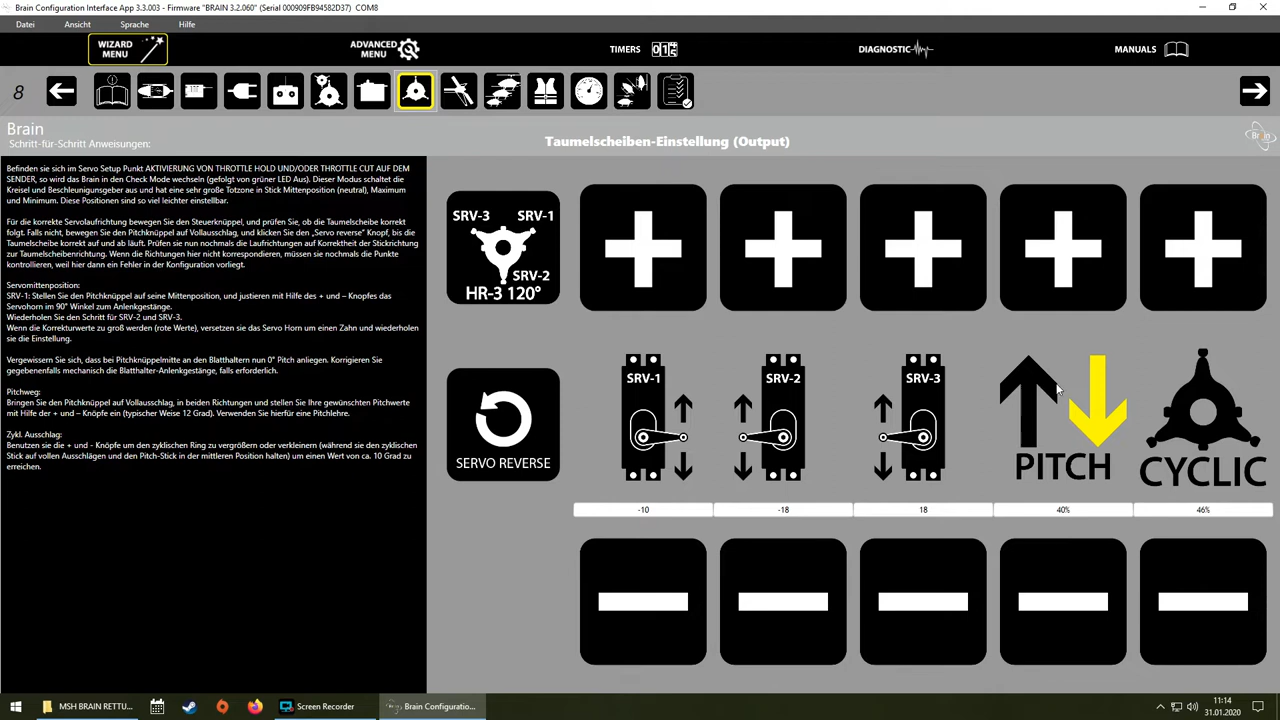 Brain Configuration Interface App 3.3.003 - Firmware "BRAIN 3.2.060" (Serial 000909FB94582D37) COM8
Datei Ansicht Sprache Hilfe
WIZARD
MENU
ADVANCED
MENU
TIMERS
015
DIAGNOSTIC
MANUALS
8
Brain
Schritt-für-Schritt Anweisungen:
Taumelscheiben-Einstellung (Output)
Befinden sie sich im Servo Setup Punkt AKTIVIERUNG VON THROTTLE HOLD UND/ODER THROTTLE CUT AUF DEM
SENDER, so wird das Brain in den Check Mode wechseln (gefolgt von grüner LED Aus). Dieser Modus schaltet die
Kreisel und Beschleunigungsgeber aus und hat eine sehr große Totzone in Stick Mittenposition (neutral), Maximum
und Minimum. Diese Positionen sind so viel leichter einstellbar.
Für die korrekte Servolaufrichtung bewegen Sie den Steuerknüppel, und prüfen Sie, ob die Taumelscheibe korrekt
folgt. Falls nicht, bewegen Sie den Pitchknüppel auf Vollausschlag, und klicken Sie den „Servo reverse" Knopf, bis die
Taumelscheibe korrekt auf und ab läuft. Prüfen sie nun nochmals die Laufrichtungen auf Korrektheit der Stickrichtung
zur Taumelscheibenrichtung. Wenn die Richtungen hier nicht korrespondieren, müssen sie nochmals die Punkte
kontrollieren, weil hier dann ein Fehler in der Konfiguration vorliegt.
Servomittenposition:
SRV-1: Stellen Sie den Pitchknüppel auf seine Mittenposition, und justieren mit Hilfe des + und – Knopfes das
Servohorn im 90° Winkel zum Anlenkgestänge.
Wiederholen Sie den Schritt für SRV-2 und SRV-3.
Wenn die Korrekturwerte zu groß werden (rote Werte), versetzen sie das Servo Horn um einen Zahn und wiederholen
sie die Einstellung.
Vergewissern Sie sich, dass bei Pitchknüppelmitte an den Blatthaltern nun 0° Pitch anliegen. Korrigieren Sie
gegebenenfalls mechanisch die Blatthalter-Anlenkgestänge, falls erforderlich.
Pitchweg:
Bringen Sie den Pitchknüppel auf Vollausschlag, in beiden Richtungen und stellen Sie Ihre gewünschten Pitchwerte
mit Hilfe der + und – Knöpfe ein (typischer Weise 12 Grad). Verwenden Sie hierfür eine Pitchlehre.
Zykl. Ausschlag:
Benutzen sie die + und - Knöpfe um den zyklischen Ring zu vergrößern oder verkleinern (während sie den zyklischen
Stick auf vollen Ausschlägen und den Pitch-Stick in der mittleren Position halten) um einen Wert von ca. 10 Grad zu
erreichen.
SRV-3 SRV-1
SRV-2
HR-3 120°
SERVO REVERSE
SRV-1 SRV-2 SRV-3
PITCH CYCLIC
-10 -18 18 40% 46%
MSH BRAIN RETTU...
Screen Recorder
Brain Configuratio...
11:14
31.01.2020